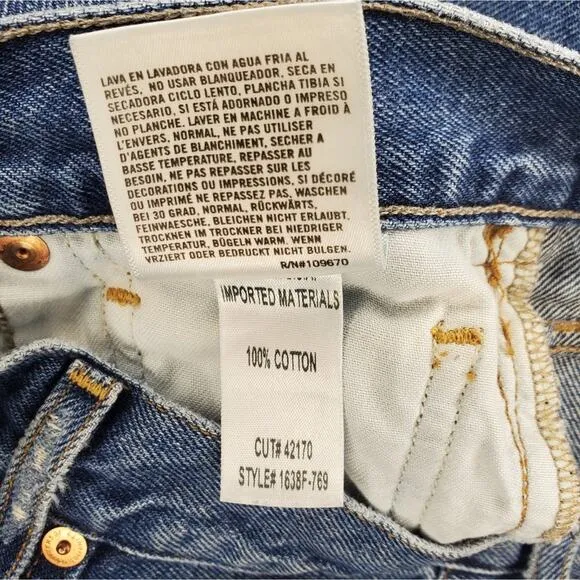 LAVA EN LAVADORA CON AGUA FRIA AL
REVÉS. NO USAR BLANQUEADOR, SECA EN
SECADORA CICLO LENTO, PLANCHA TIBIA SI
NECESARIO, SI ESTÁ ADORNADO O IMPRESO
NO PLANCHE. LAVER EN MACHINE A FROID À
L'ENVERS, NORMAL, NE PAS UTILISER
D'AGENTS DE BLANCHIMENT, SECHER A
BASSE TEMPERATURE, REPASSER AU
BESOIN, NE REPASSER PAS SUR LES
DECORATIONS OU IMPRESSIONS, SI DÉCORÉ
OU IMPRIMÉ NE REPASSEZ PAS, WASCHEN
BEI 30 GRAD, NORMAL, RÜCKWÄRTS,
FEINWAESCHE, BLEICHEN NICHT ERLAUBT.
TROCKNEN IM TROCKNER BEI NIEDRIGER
TEMPERATUR, BÜGELN WARM. WENN
VRZIERT ODER BEDRUCKT NICHT BULGEN.
R/N#109670
IMPORTED MATERIALS
100% COTTON
CUT# 42170
STYLE# 1638F-769